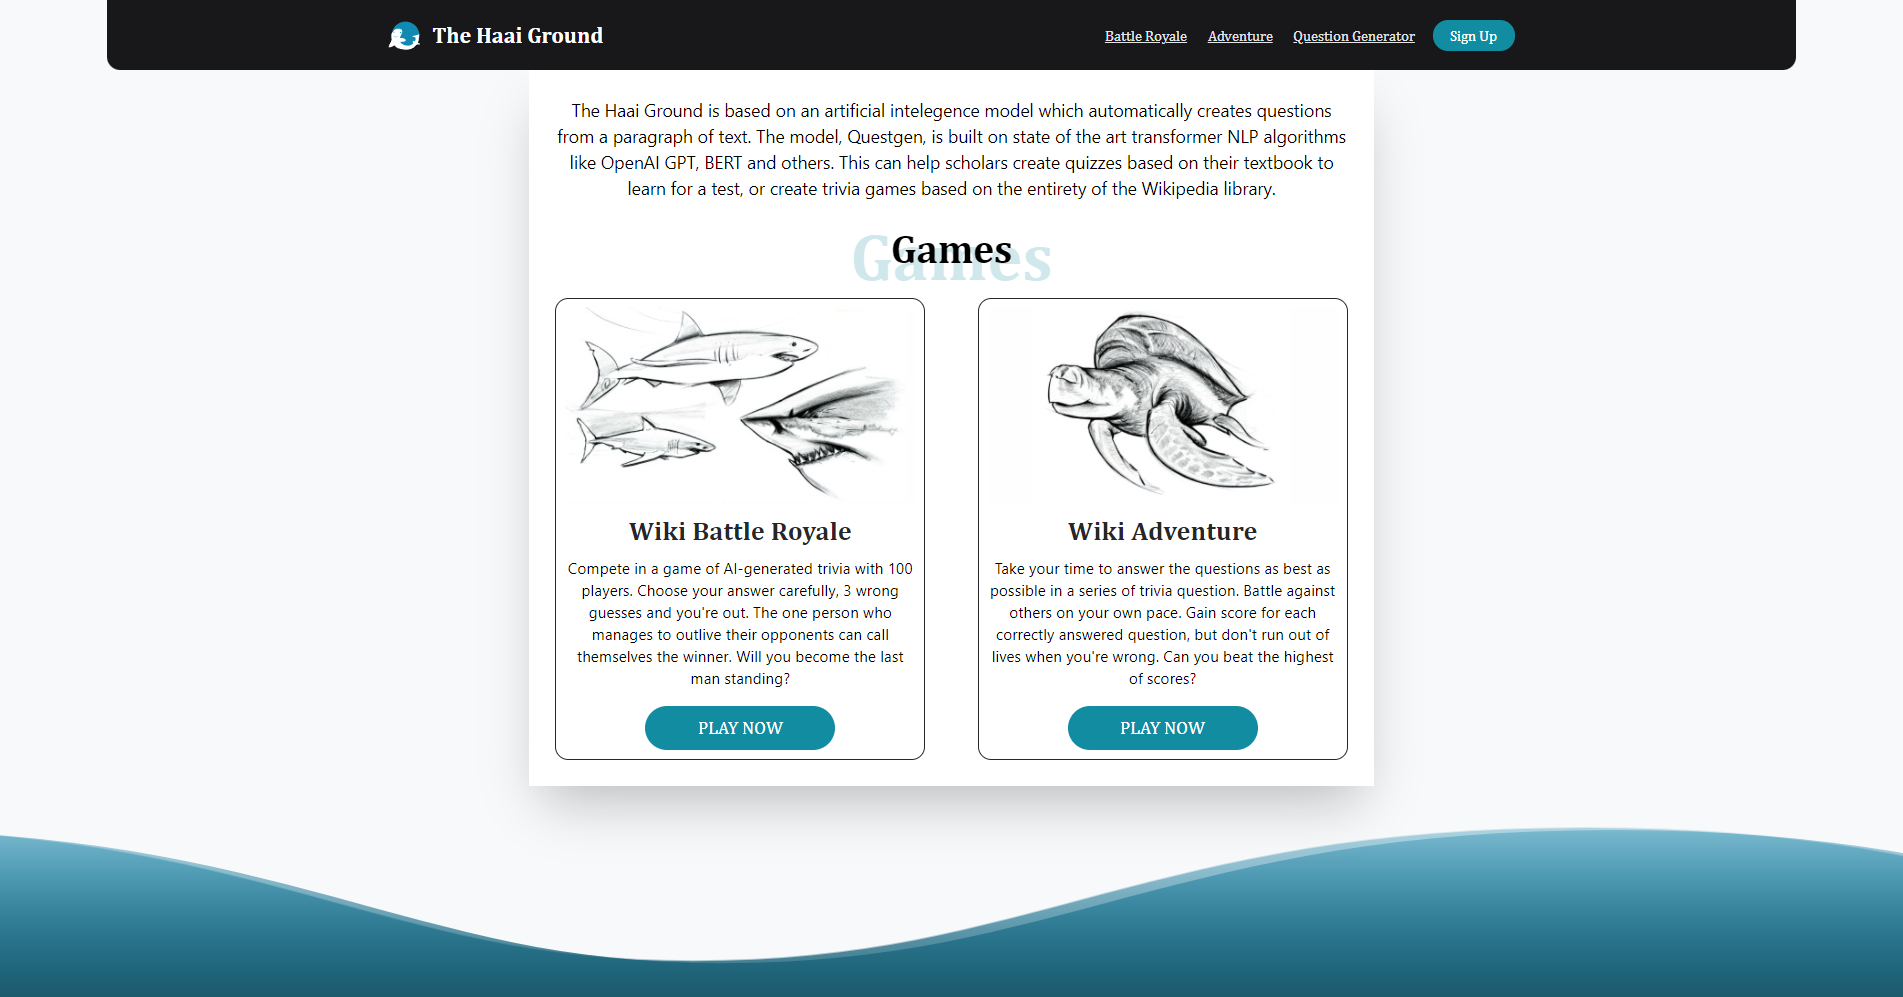 The Haai Ground
Battle Royale
Adventure
Question Generator
Sign Up
The Haai Ground is based on an artificial intelegence model which automatically creates questions
from a paragraph of text. The model, Questgen, is built on state of the art transformer NLP algorithms
like OpenAI GPT, BERT and others. This can help scholars create quizzes based on their textbook to
learn for a test, or create trivia games based on the entirety of the Wikipedia library.
Games
Games
Wiki Battle Royale
Compete in a game of AI-generated trivia with 100
players. Choose your answer carefully, 3 wrong
guesses and you're out. The one person who
manages to outlive their opponents can call
themselves the winner. Will you become the last
man standing?
PLAY NOW
Wiki Adventure
Take your time to answer the questions as best as
possible in a series of trivia question. Battle against
others on your own pace. Gain score for each
correctly answered question, but don't run out of
lives when you're wrong. Can you beat the highest
of scores?
PLAY NOW